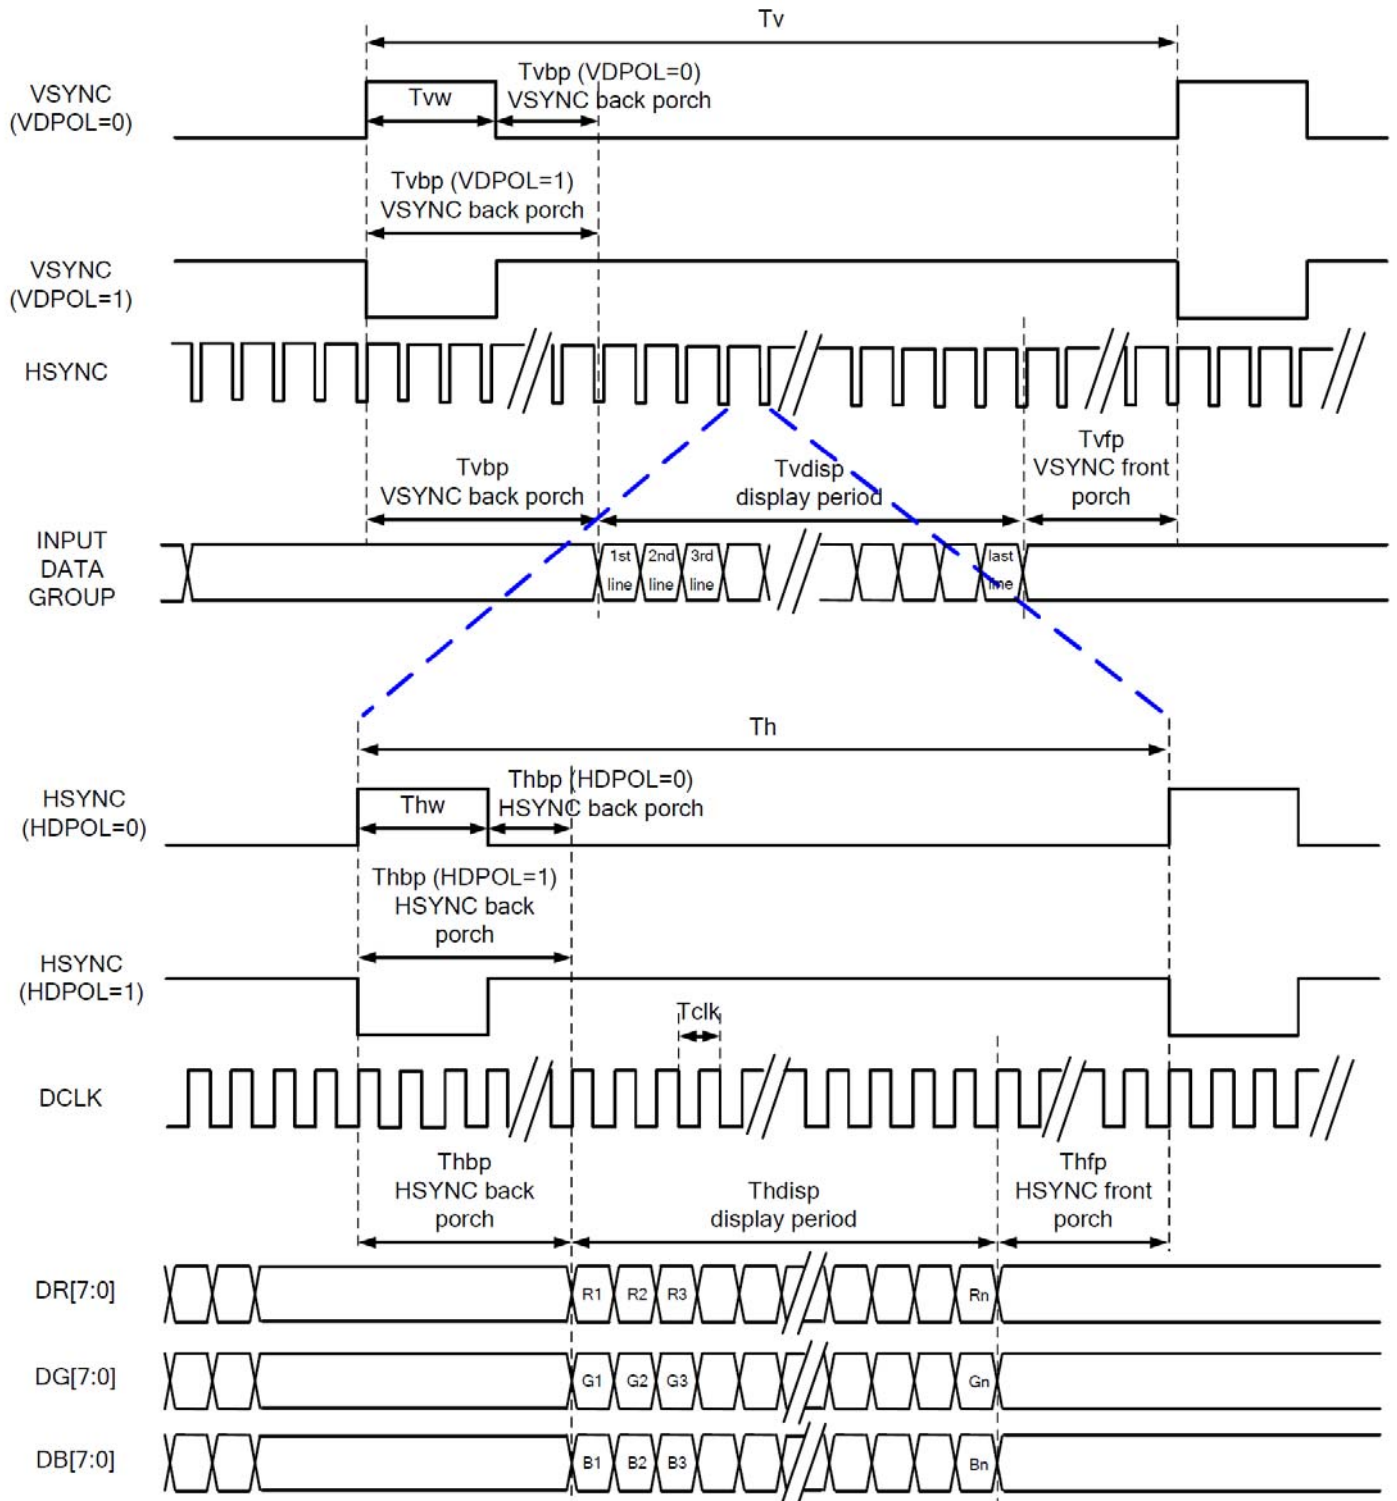 Tv
VSYNC
(VDPOL=0)
Tvw
Tvbp (VDPOL=0)
VSYNC back porch
Tvbp (VDPOL=1)
VSYNC back porch
VSYNC
(VDPOL=1)
HSYNC
Tvbp
VSYNC back porch
Tvdisp
display period
Tvfp
VSYNC front
porch
INPUT
DATA
GROUP
1st
line
2nd
line
3rd
line
last
line
Th
HSYNC
(HDPOL=0)
Thw
Thbp (HDPOL=0)
HSYNC back porch
Thbp (HDPOL=1)
HSYNC back
porch
HSYNC
(HDPOL=1)
Tclk
DCLK
Thbp
HSYNC back
porch
Thdisp
display period
Thfp
HSYNC front
porch
DR[7:0]
R1 R2 R3 Rn
DG[7:0]
G1 G2 G3 Gn
DB[7:0]
B1 B2 B3 Bn